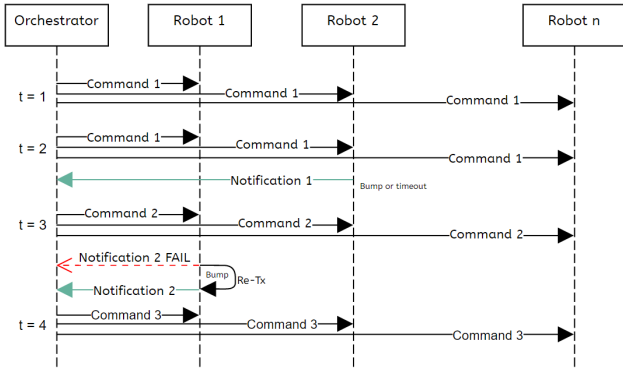 Orchestrator
Robot 1
Robot 2
Robot n
Command 1
Command 1
t = 1
Command 1
Command 1
Command 1
t = 2
Command 1
Notification 1
Bump or timeout
Command 2
Command 2
t = 3
Command 2
Notification 2 FAIL
Bump
Re-Tx
Notification 2
Command 3
t = 4
Command 3
Command 3